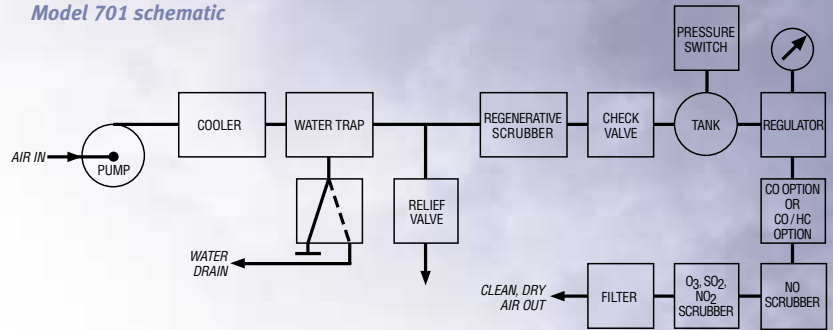 Model 701 schematic
PRESSURE
SWITCH
COOLER
WATER TRAP
REGENERATIVE
SCRUBBER
CHECK
VALVE
TANK
REGULATOR
AIR IN
PUMP
RELIEF
VALVE
CO OPTION
OR
CO / HC
OPTION
WATER
DRAIN
CLEAN, DRY
AIR OUT
FILTER
O3, SO2,
NO2
SCRUBBER
NO
SCRUBBER